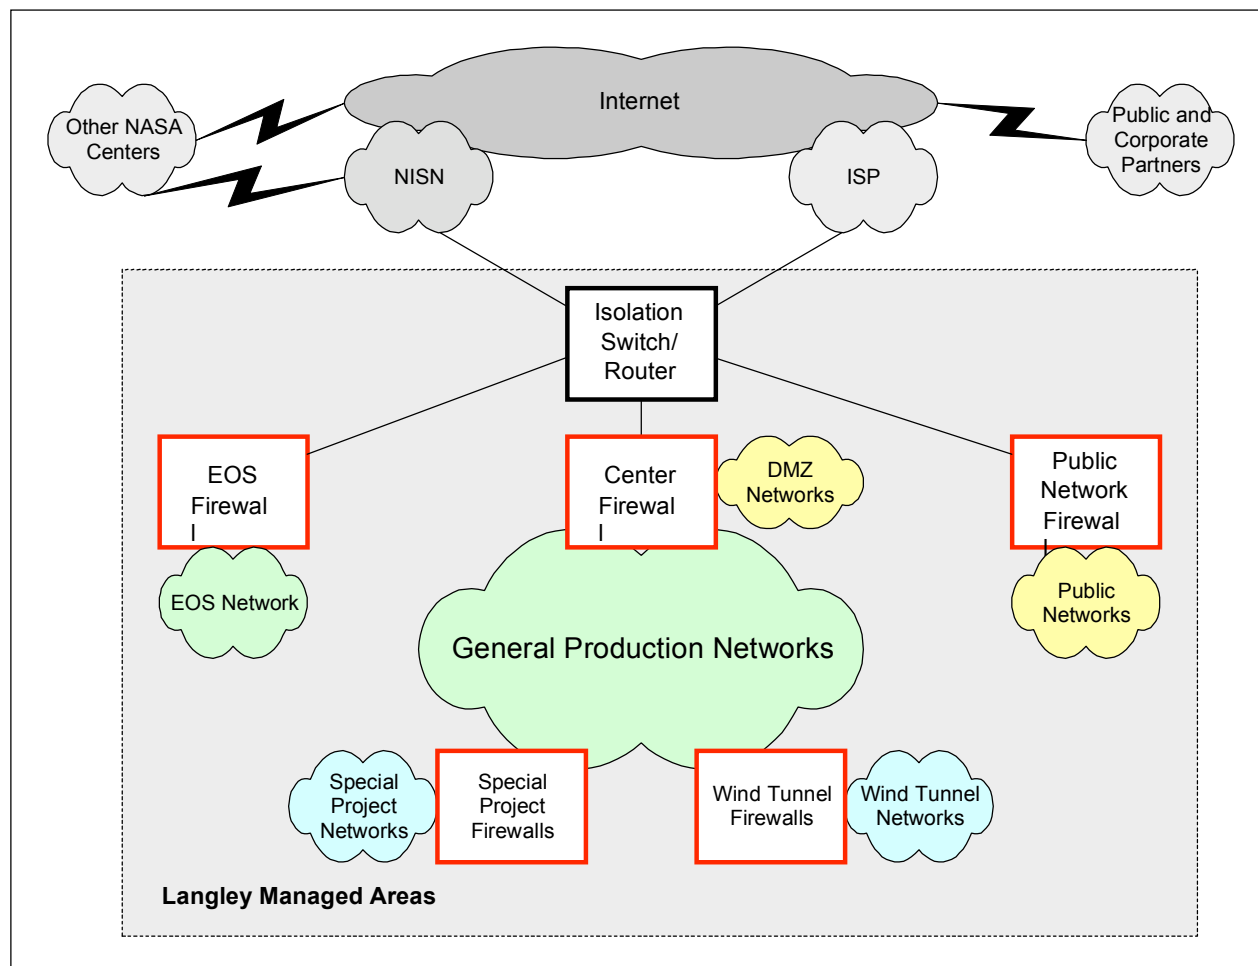 Internet
Other NASA
Centers
Public and
Corporate
Partners
NISN
ISP
Isolation
Switch/
Router
EOS
Firewal
l
Center
Firewal
l
DMZ
Networks
Public
Network
Firewal
l
EOS Network
Public
Networks
General Production Networks
Special
Project
Networks
Special
Project
Firewalls
Wind Tunnel
Firewalls
Wind Tunnel
Networks
Langley Managed Areas